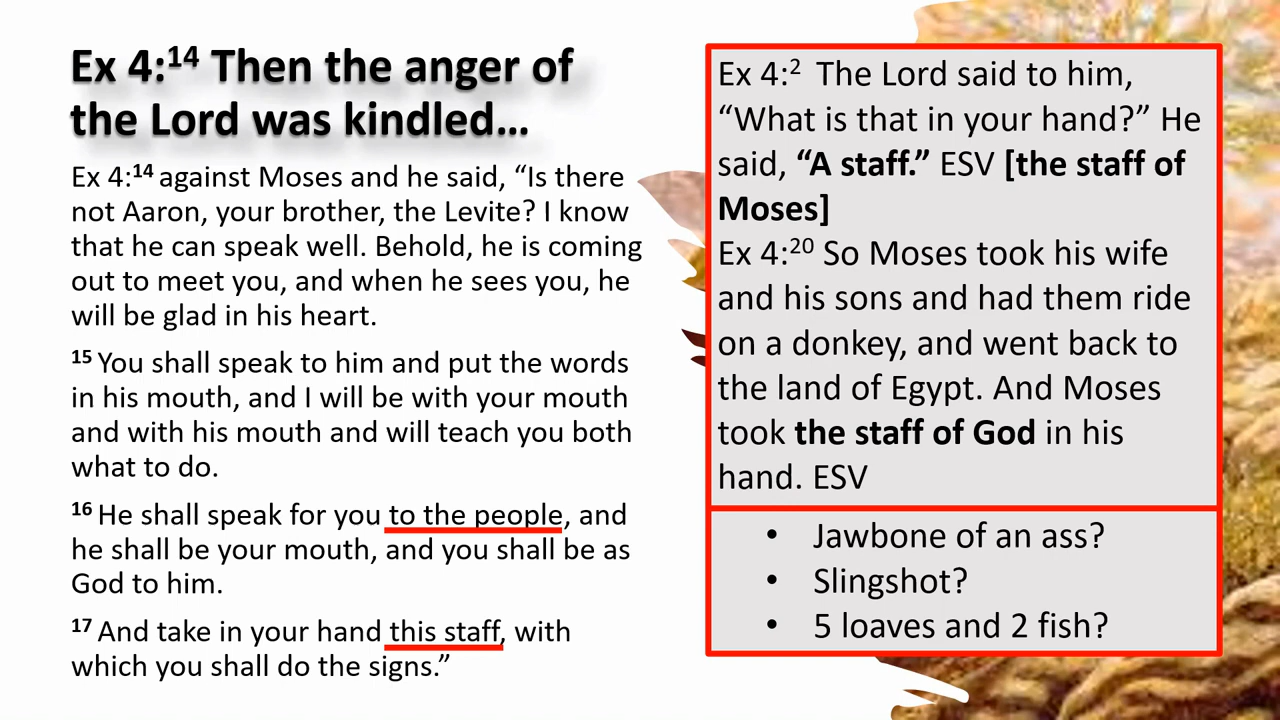 Ex 4:¹⁴ Then the anger of
the Lord was kindled…
Ex 4:¹⁴ against Moses and he said, “Is there
not Aaron, your brother, the Levite? I know
that he can speak well. Behold, he is coming
out to meet you, and when he sees you, he
will be glad in his heart.
¹⁵ You shall speak to him and put the words
in his mouth, and I will be with your mouth
and with his mouth and will teach you both
what to do.
¹⁶ He shall speak for you to the people, and
he shall be your mouth, and you shall be as
God to him.
¹⁷ And take in your hand this staff, with
which you shall do the signs.”
Ex 4:² The Lord said to him,
“What is that in your hand?” He
said, “A staff.” ESV [the staff of
Moses]
Ex 4:²⁰ So Moses took his wife
and his sons and had them ride
on a donkey, and went back to
the land of Egypt. And Moses
took the staff of God in his
hand. ESV
• Jawbone of an ass?
• Slingshot?
• 5 loaves and 2 fish?